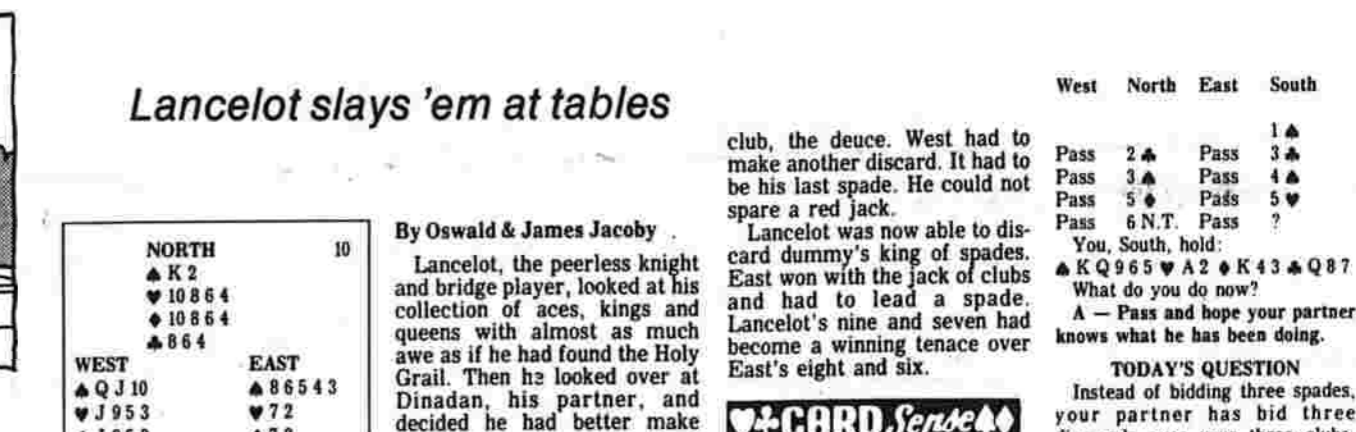 Lancelot slays 'em at tables
NORTH 10
♠ K 2
♥ 10 8 6 4
♦ 10 8 6 4
♣ 8 6 4
WEST EAST
♠ Q J 10 ♠ 8 6 5 4 3
♥ J 9 5 3 ♥ 7 2
By Oswald & James Jacoby
Lancelot, the peerless knight
and bridge player, looked at his
collection of aces, kings and
queens with almost as much
awe as if he had found the Holy
Grail. Then he looked over at
Dinadan, his partner, and
decided he had better make
club, the deuce. West had to
make another discard. It had to
be his last spade. He could not
spare a red jack.
Lancelot was now able to dis-
card dummy's king of spades.
East won with the jack of clubs
and had to lead a spade.
Lancelot's nine and seven had
become a winning tenace over
East's eight and six.
♥♣CARD Sense♠♦
West North East South
1 ♠
Pass 2 ♣ Pass 3 ♣
Pass 3 ♠ Pass 4 ♠
Pass 5 ♦ Pass 5 ♥
Pass 6 N.T. Pass ?
You, South, hold:
♠ K Q 9 6 5 ♥ A 2 ♦ K 4 3 ♣ Q 8 7
What do you do now?
A — Pass and hope your partner
knows what he has been doing.
TODAY'S QUESTION
Instead of bidding three spades,
your partner has bid three